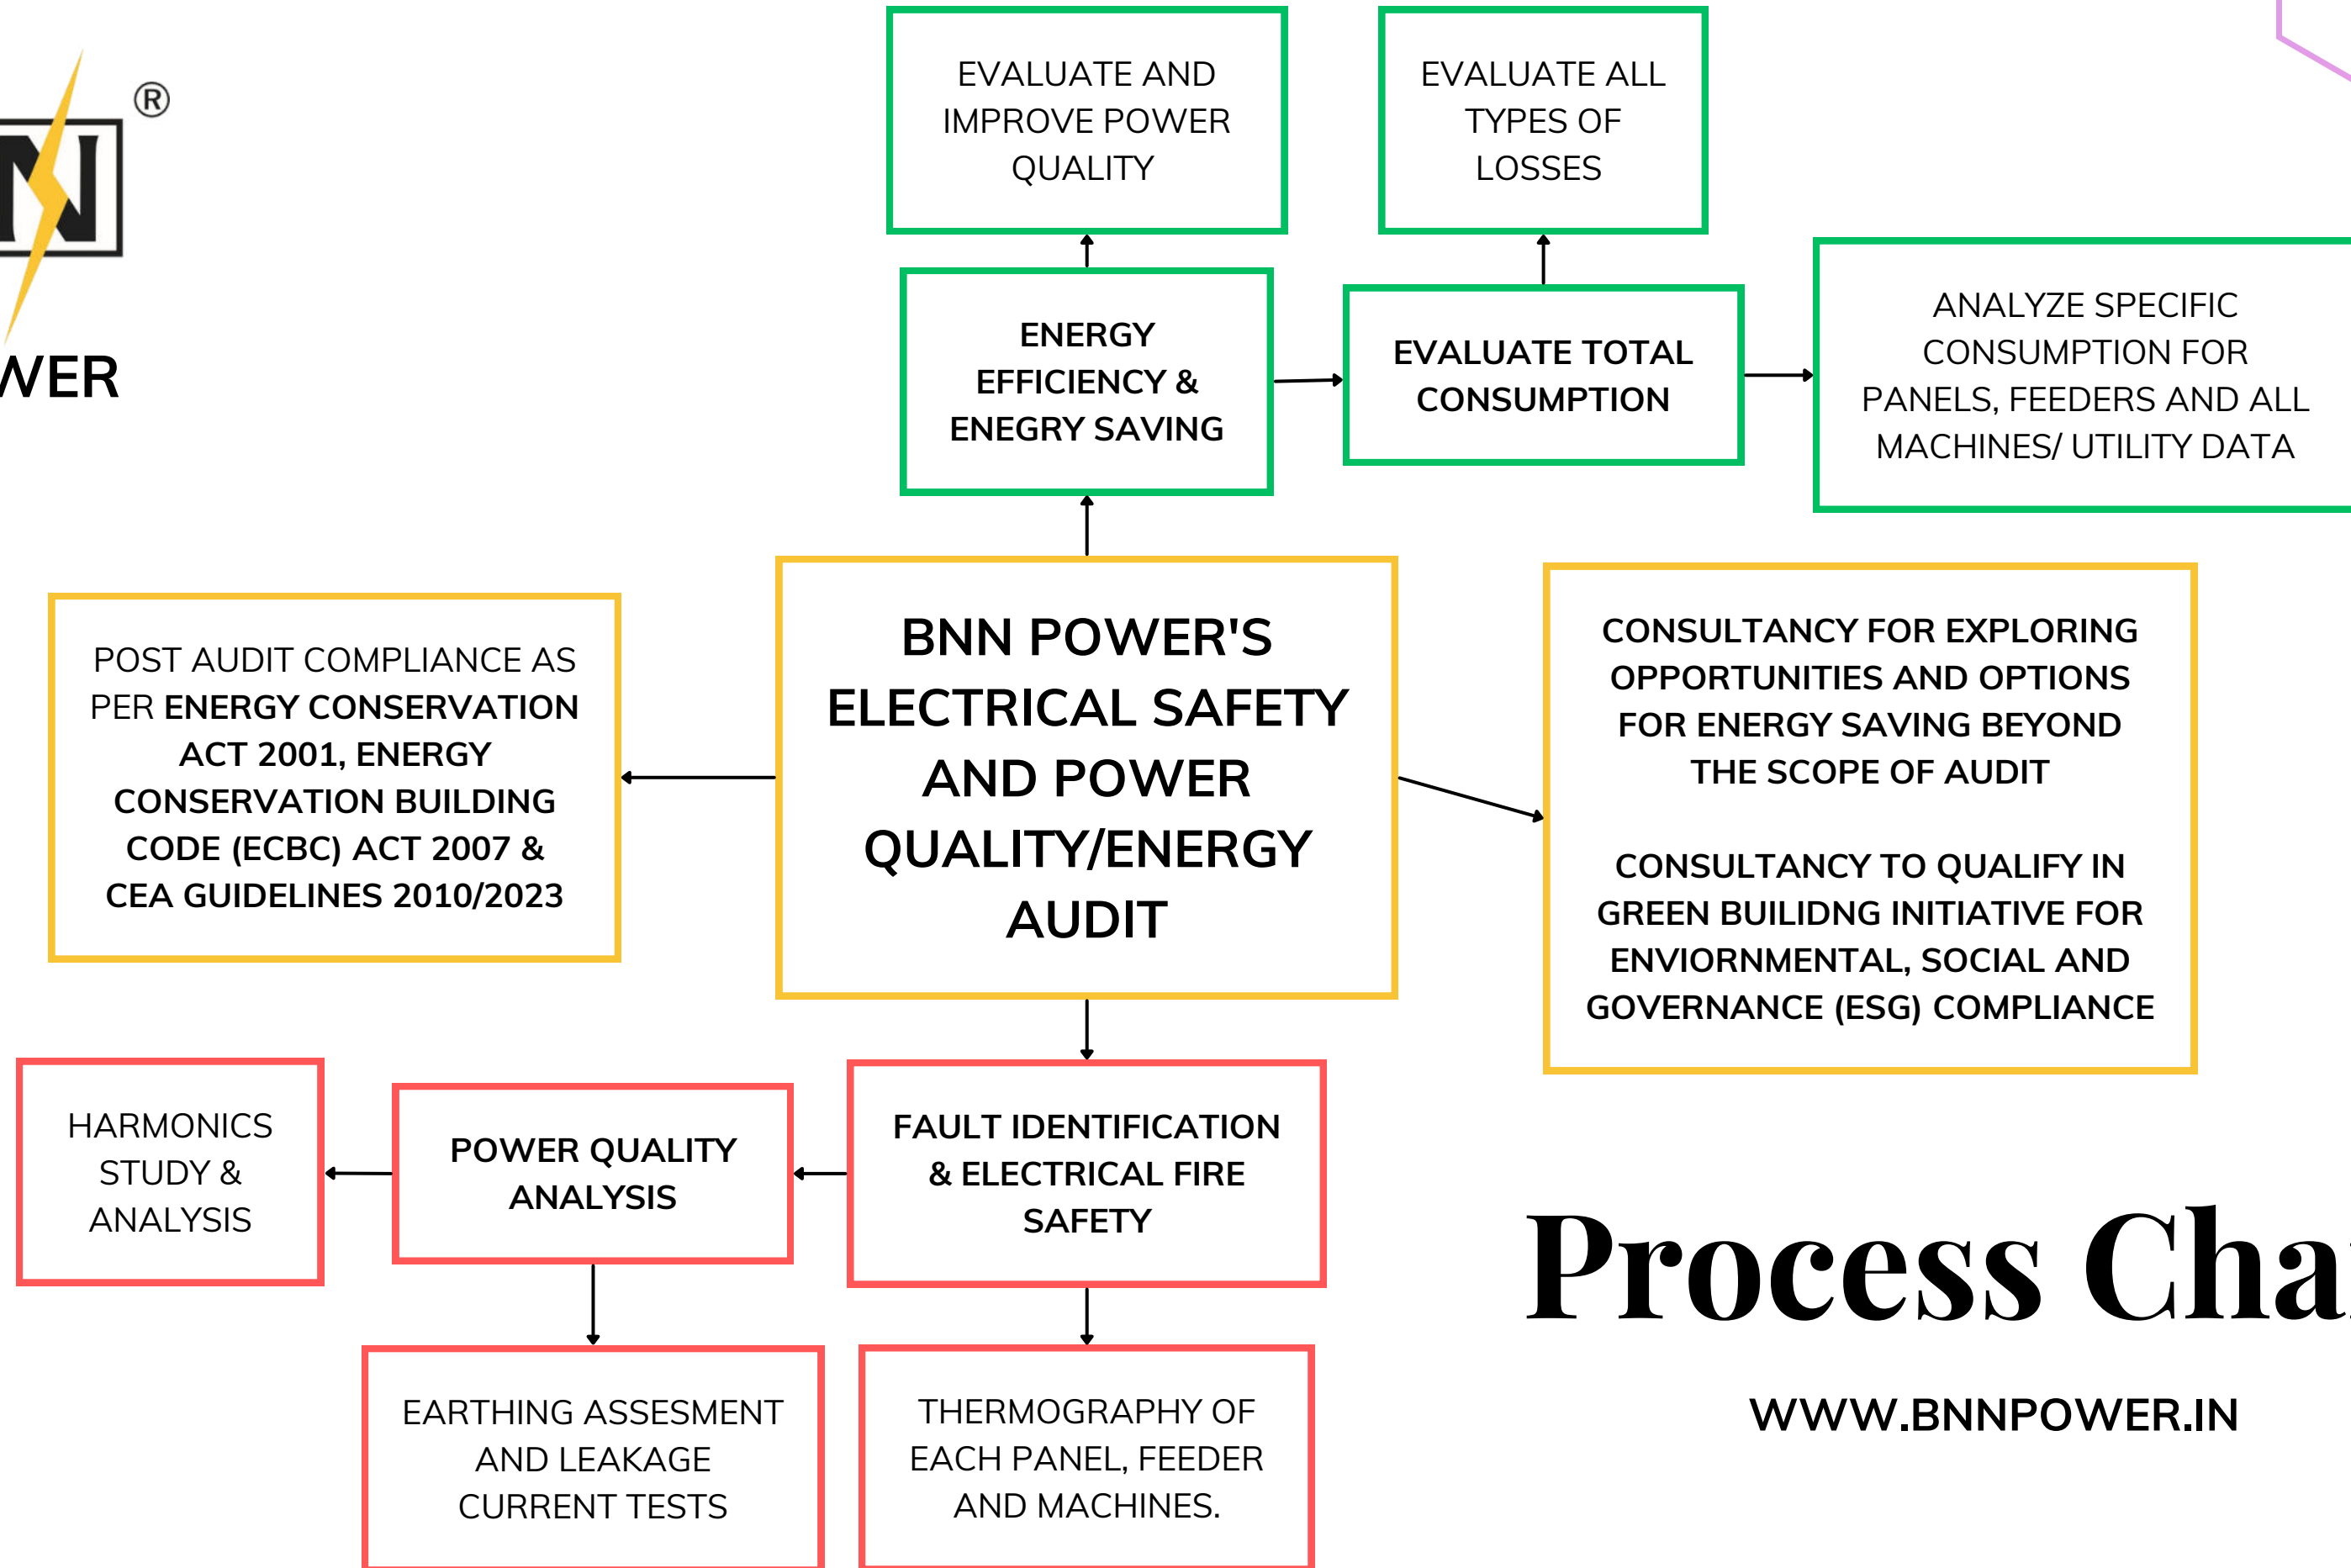 ®
N
WER
EVALUATE AND
IMPROVE POWER
QUALITY
EVALUATE ALL
TYPES OF
LOSSES
ENERGY
EFFICIENCY &
ENEGRY SAVING
EVALUATE TOTAL
CONSUMPTION
ANALYZE SPECIFIC
CONSUMPTION FOR
PANELS, FEEDERS AND ALL
MACHINES/ UTILITY DATA
POST AUDIT COMPLIANCE AS
PER ENERGY CONSERVATION
ACT 2001, ENERGY
CONSERVATION BUILDING
CODE (ECBC) ACT 2007 &
CEA GUIDELINES 2010/2023
BNN POWER'S
ELECTRICAL SAFETY
AND POWER
QUALITY/ENERGY
AUDIT
CONSULTANCY FOR EXPLORING
OPPORTUNITIES AND OPTIONS
FOR ENERGY SAVING BEYOND
THE SCOPE OF AUDIT
CONSULTANCY TO QUALIFY IN
GREEN BUILIDNG INITIATIVE FOR
ENVIORNMENTAL, SOCIAL AND
GOVERNANCE (ESG) COMPLIANCE
HARMONICS
STUDY &
ANALYSIS
POWER QUALITY
ANALYSIS
FAULT IDENTIFICATION
& ELECTRICAL FIRE
SAFETY
EARTHING ASSESMENT
AND LEAKAGE
CURRENT TESTS
THERMOGRAPHY OF
EACH PANEL, FEEDER
AND MACHINES.
Process Cha
WWW.BNNPOWER.IN